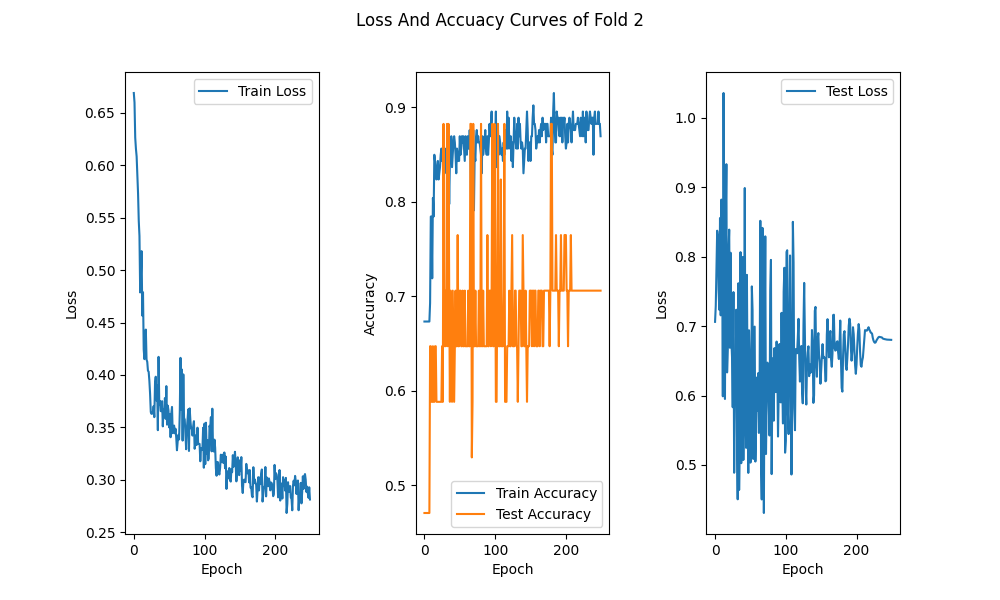 Loss And Accuacy Curves of Fold 2
Loss
0.65
0.60
0.55
0.50
0.45
0.40
0.35
0.30
0.25
Train Loss
0 100 200
Epoch
Accuracy
0.9
0.8
0.7
0.6
0.5
Train Accuracy
Test Accuracy
0 100 200
Epoch
Loss
1.0
0.9
0.8
0.7
0.6
0.5
Test Loss
0 100 200
Epoch